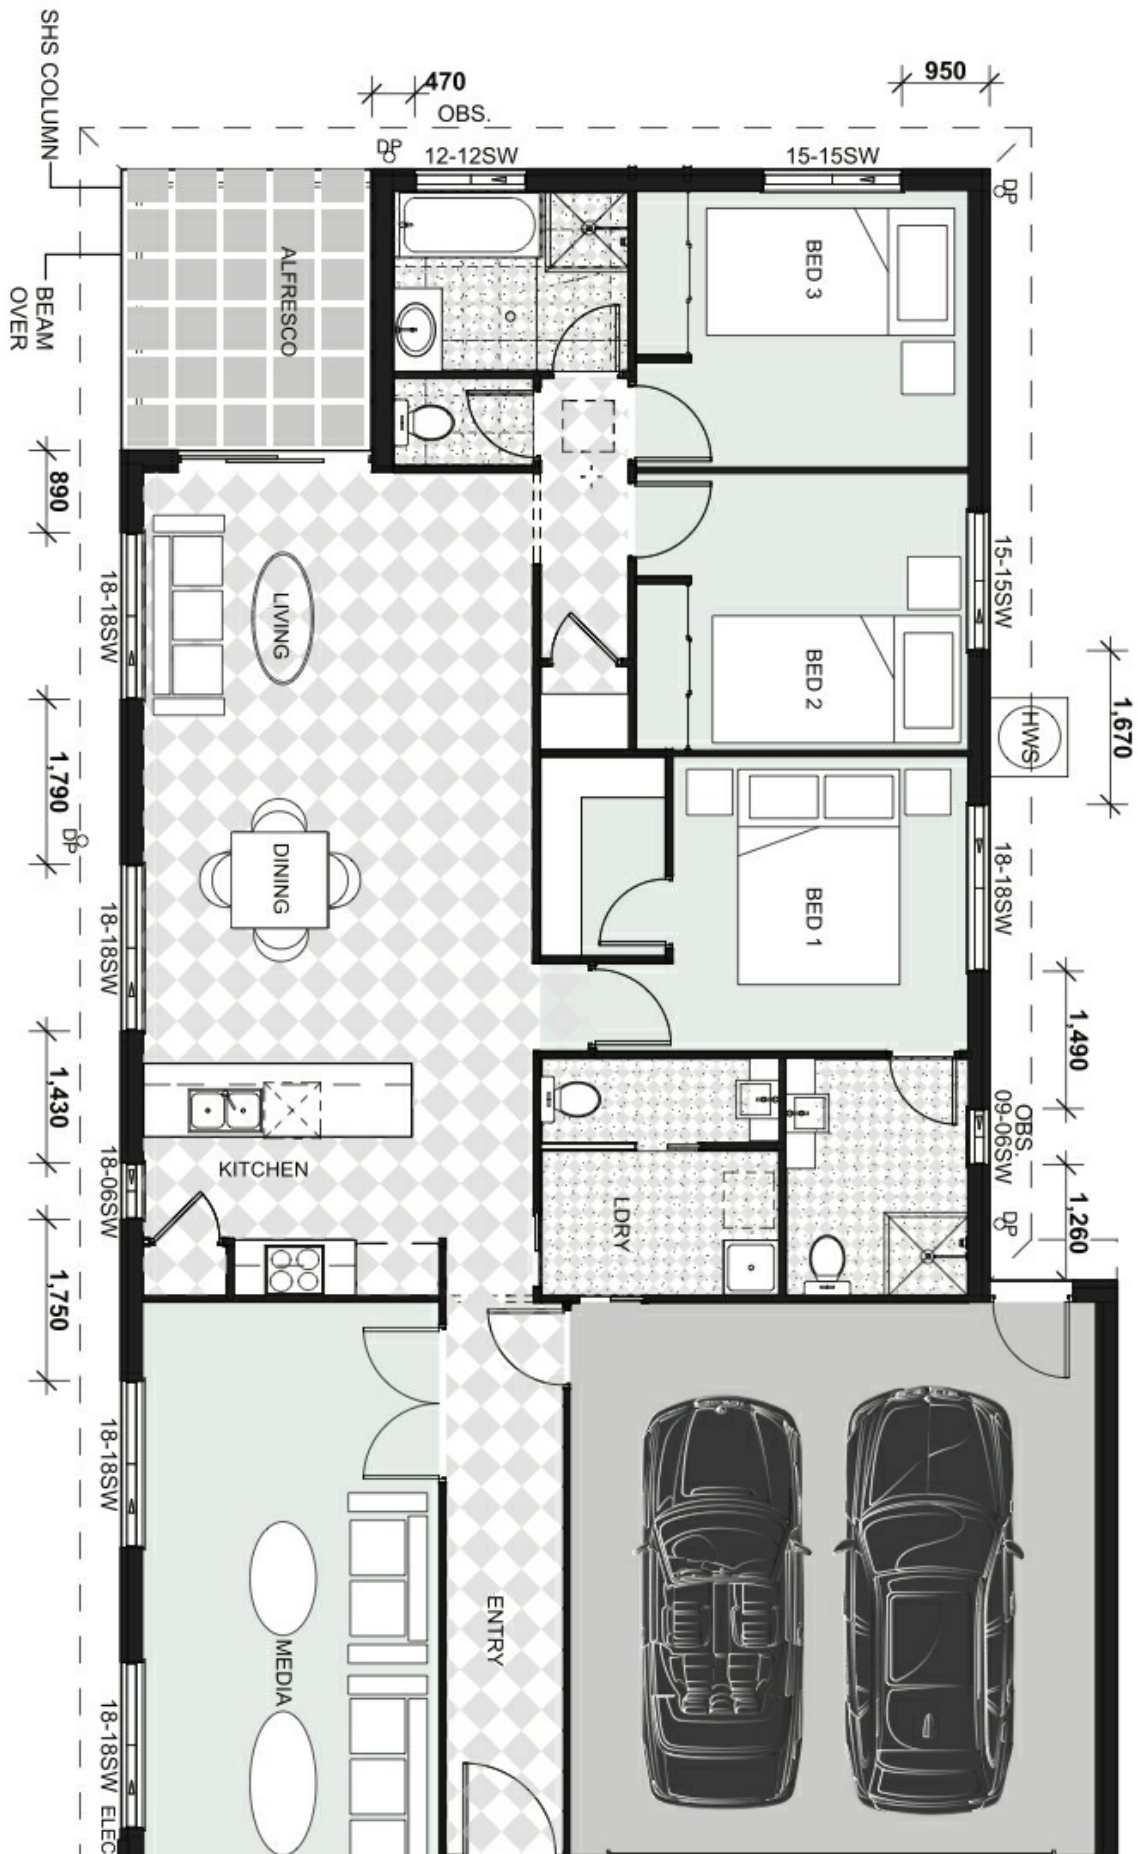 SHS COLUMN
470
OBS.
950
DP
12-12SW
15-15SW
DP
BEAM
OVER
ALFRESCO
BED 3
890
18-18SW
LIVING
15-15SW
BED 2
1,670
HWS
1,790
DP
18-18SW
DINING
BED 1
18-18SW
1,490
1,430
18-06SW
KITCHEN
LDRY
OBS.
09-06SW
DP
1,260
1,750
18-18SW
ENTRY
MEDIA
18-18SW
ELEC